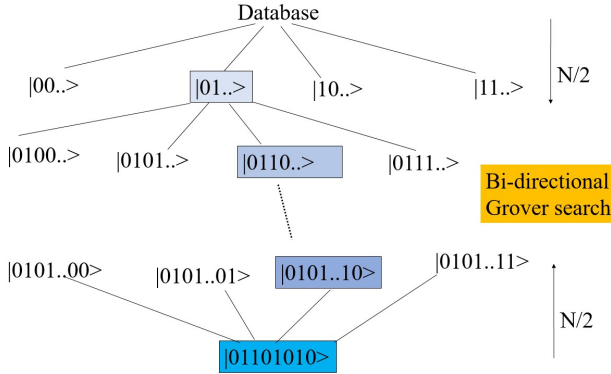 Database
|00..> |01..> |10..> |11..>
N/2
|0100..> |0101..> |0110..> |0111..>
Bi-directional
Grover search
|0101..00> |0101..01> |0101..10> |0101..11>
N/2
|01101010>